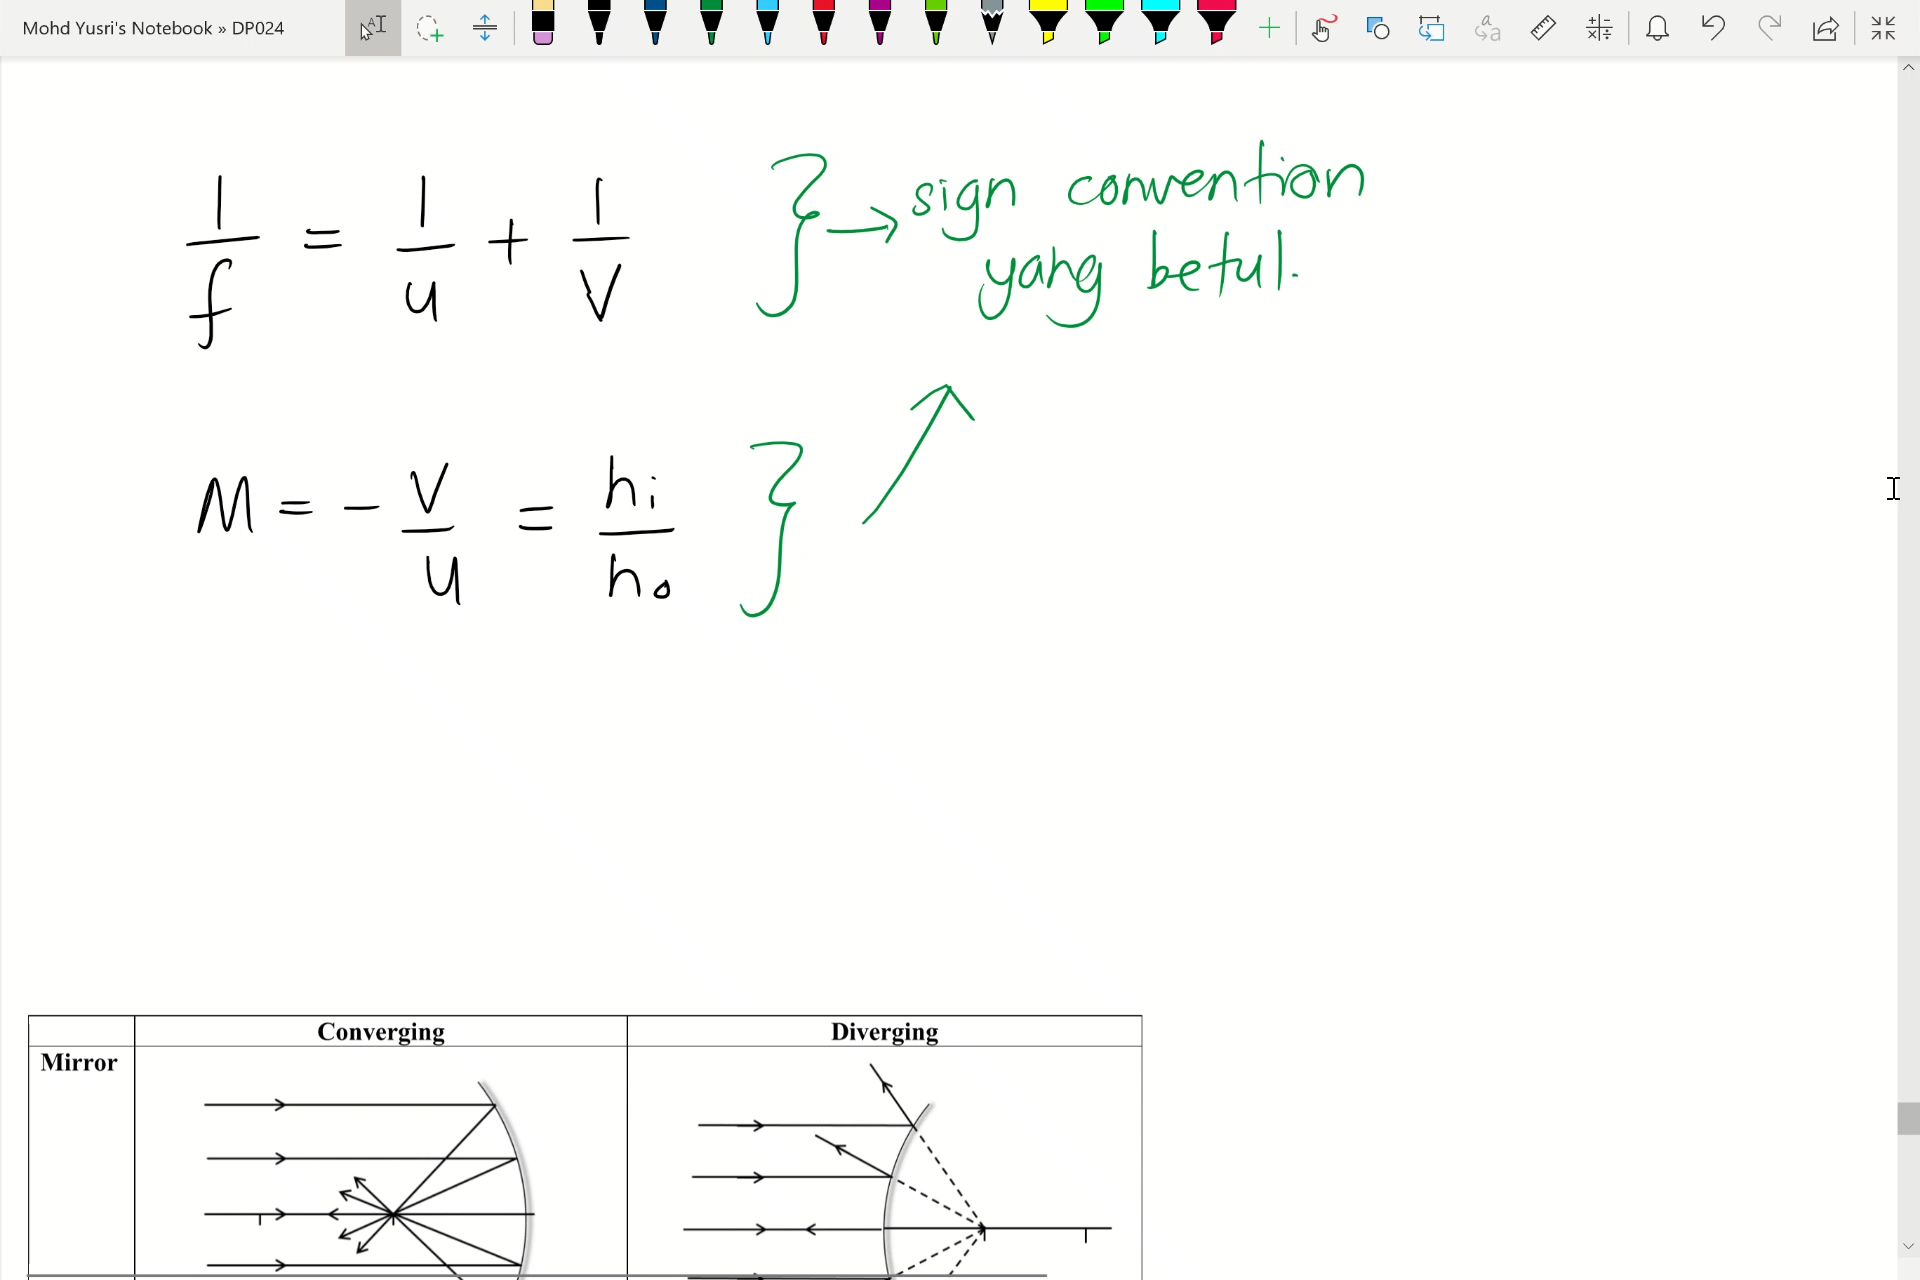 Mohd Yusri's Notebook » DP024
1/f = 1/u + 1/v
sign convention
yang betul.
M = - v/u = hi/ho
Converging Diverging
Mirror